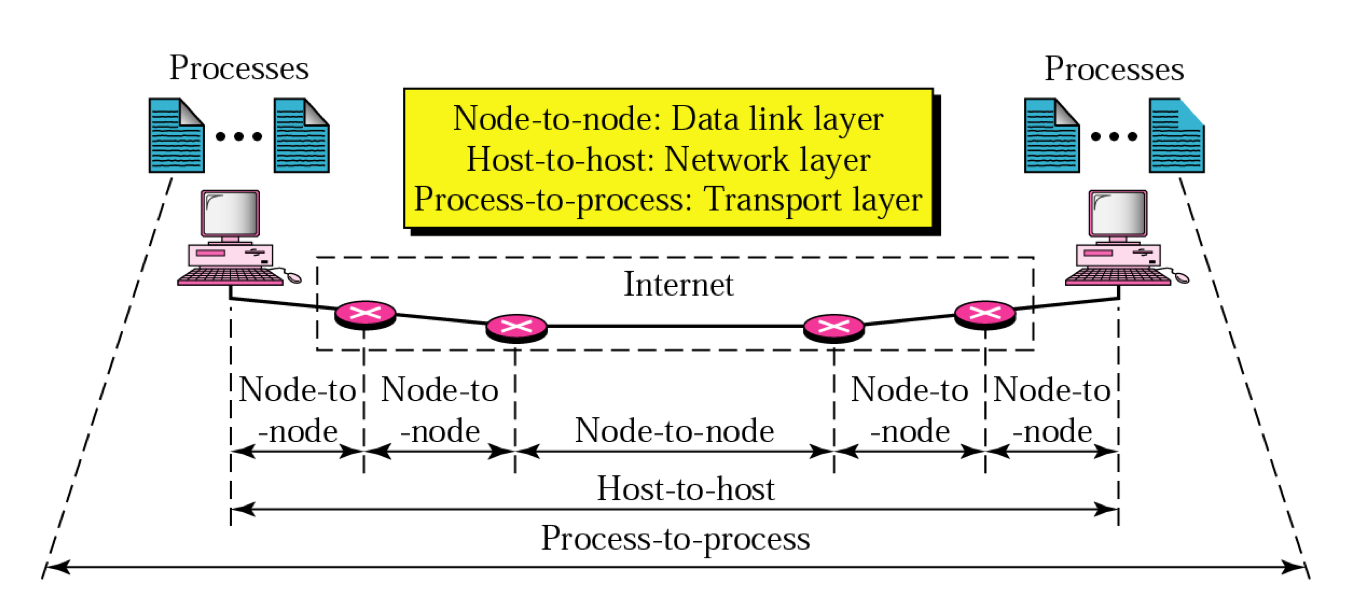 Processes
Processes
Node-to-node: Data link layer
Host-to-host: Network layer
Process-to-process: Transport layer
Internet
Node-to
-node
Node-to
-node
Node-to-node
Node-to
-node
Node-to
-node
Host-to-host
Process-to-process